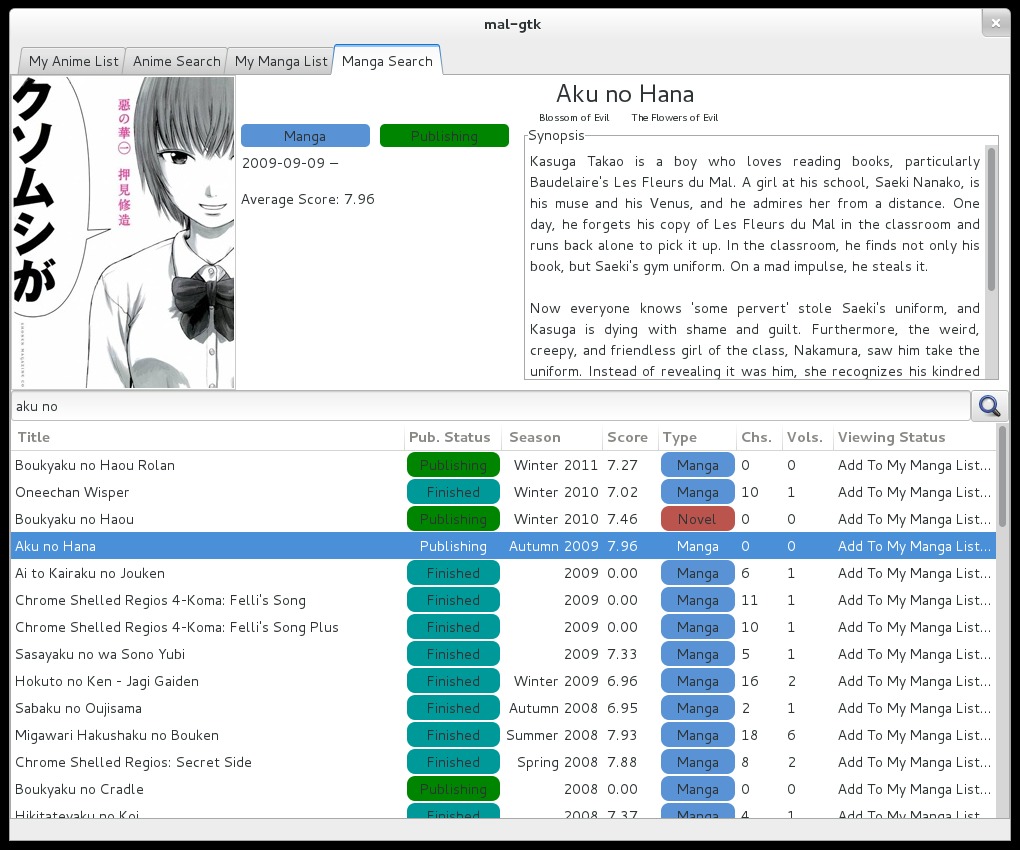 mal-gtk
My Anime List
Anime Search
My Manga List
Manga Search
クソムシが
惡の華 一 押見修造
Manga
Publishing
2009-09-09 –
Average Score: 7.96
Aku no Hana
Blossom of Evil The Flowers of Evil
Synopsis
Kasuga Takao is a boy who loves reading books, particularly
Baudelaire's Les Fleurs du Mal. A girl at his school, Saeki Nanako, is
his muse and his Venus, and he admires her from a distance. One
day, he forgets his copy of Les Fleurs du Mal in the classroom and
runs back alone to pick it up. In the classroom, he finds not only his
book, but Saeki's gym uniform. On a mad impulse, he steals it.
Now everyone knows 'some pervert' stole Saeki's uniform, and
Kasuga is dying with shame and guilt. Furthermore, the weird,
creepy, and friendless girl of the class, Nakamura, saw him take the
uniform. Instead of revealing it was him, she recognizes his kindred
aku no
Title Pub. Status Season Score Type Chs. Vols. Viewing Status
Boukyaku no Haou Rolan Publishing Winter 2011 7.27 Manga 0 0 Add To My Manga List...
Oneechan Wisper Finished Winter 2010 7.02 Manga 10 1 Add To My Manga List...
Boukyaku no Haou Publishing Winter 2010 7.46 Novel 0 0 Add To My Manga List...
Aku no Hana Publishing Autumn 2009 7.96 Manga 0 0 Add To My Manga List...
Ai to Kairaku no Jouken Finished 2009 0.00 Manga 6 1 Add To My Manga List...
Chrome Shelled Regios 4-Koma: Felli's Song Finished 2009 0.00 Manga 11 1 Add To My Manga List...
Chrome Shelled Regios 4-Koma: Felli's Song Plus Finished 2009 0.00 Manga 10 1 Add To My Manga List...
Sasayaku no wa Sono Yubi Finished 2009 7.33 Manga 5 1 Add To My Manga List...
Hokuto no Ken - Jagi Gaiden Finished Winter 2009 6.96 Manga 16 2 Add To My Manga List...
Sabaku no Oujisama Finished Autumn 2008 6.95 Manga 2 1 Add To My Manga List...
Migawari Hakushaku no Bouken Finished Summer 2008 7.93 Manga 18 6 Add To My Manga List...
Chrome Shelled Regios: Secret Side Finished Spring 2008 7.88 Manga 8 2 Add To My Manga List...
Boukyaku no Cradle Publishing 2008 0.00 Manga 0 0 Add To My Manga List...
Hikitateyaku no Koi Finished 2008 7.37 Manga 4 1 Add To My Manga List...